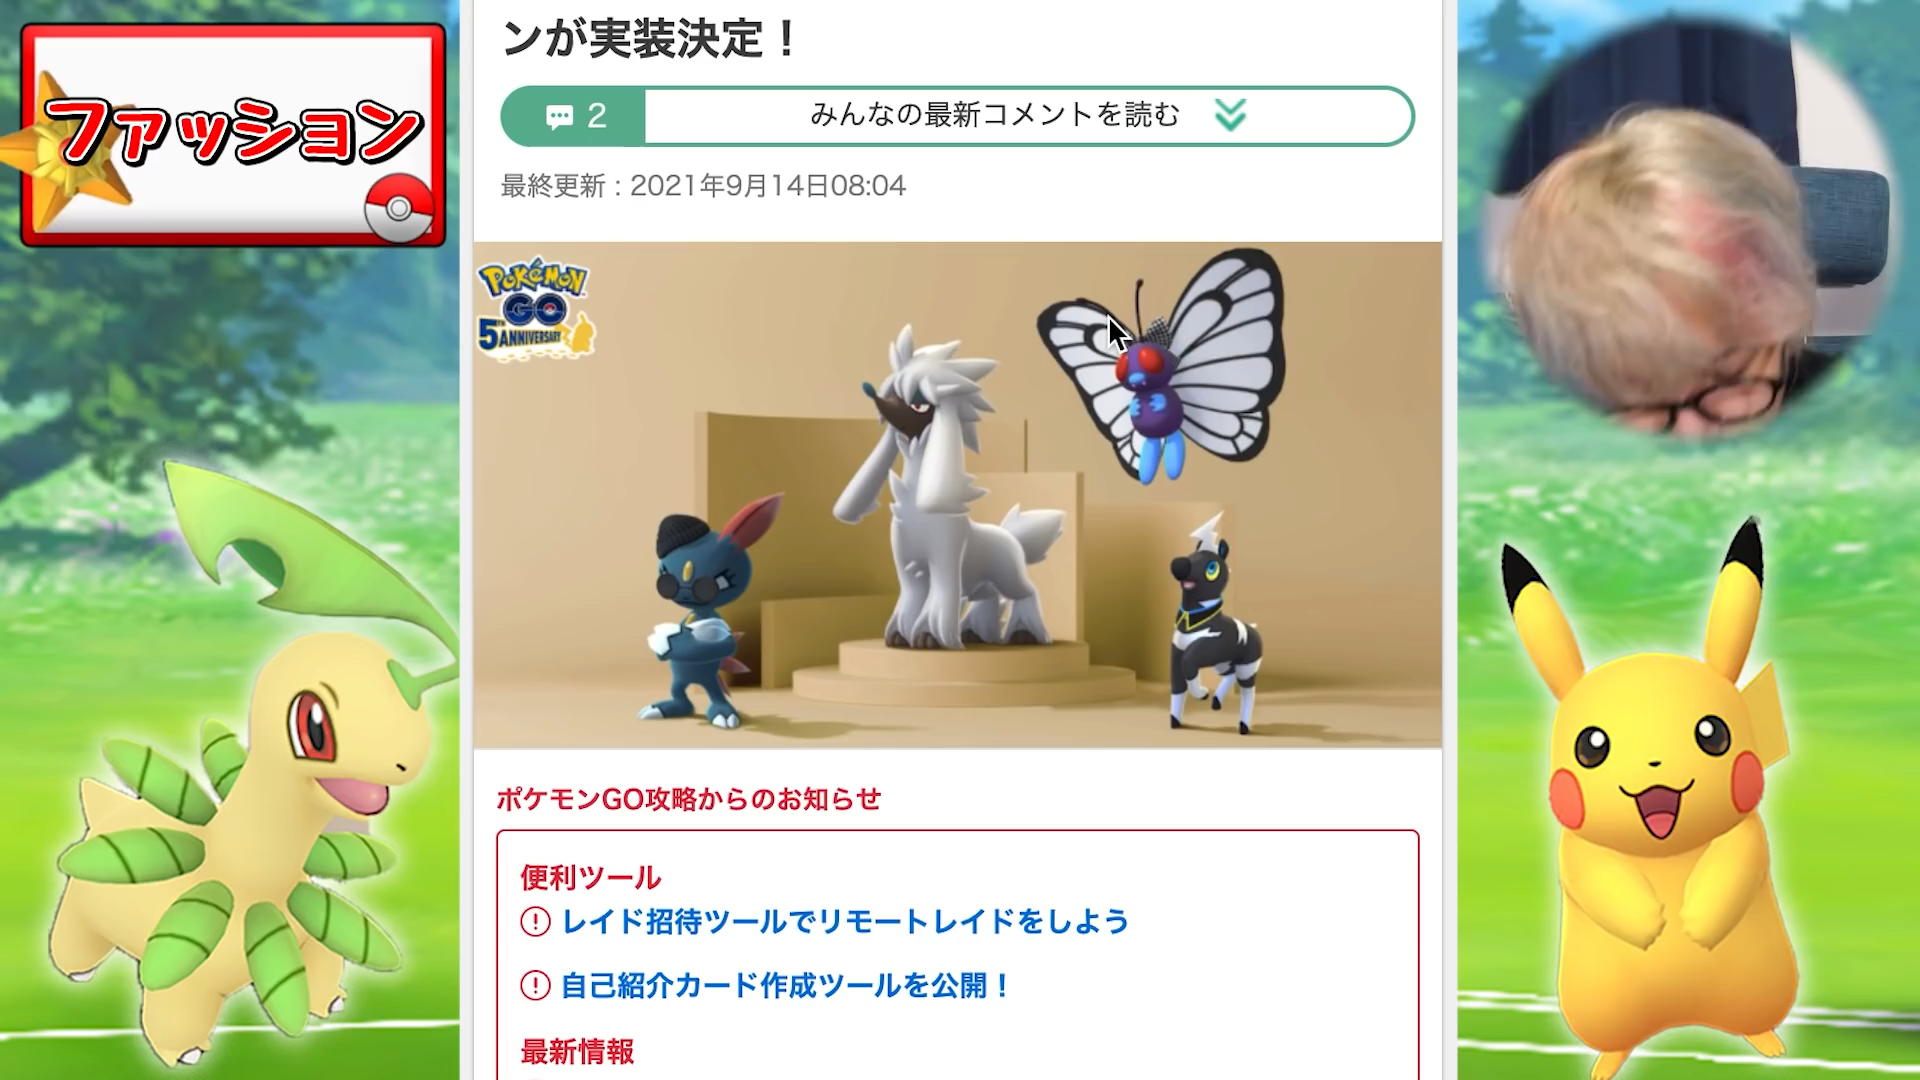 ファッション
ンが実装決定！
2 みんなの最新コメントを読む
最終更新 : 2021年9月14日08:04
POKÉMON
GO
5TH ANNIVERSARY
ポケモンGO攻略からのお知らせ
便利ツール
レイド招待ツールでリモートレイドをしよう
自己紹介カード作成ツールを公開！
最新情報